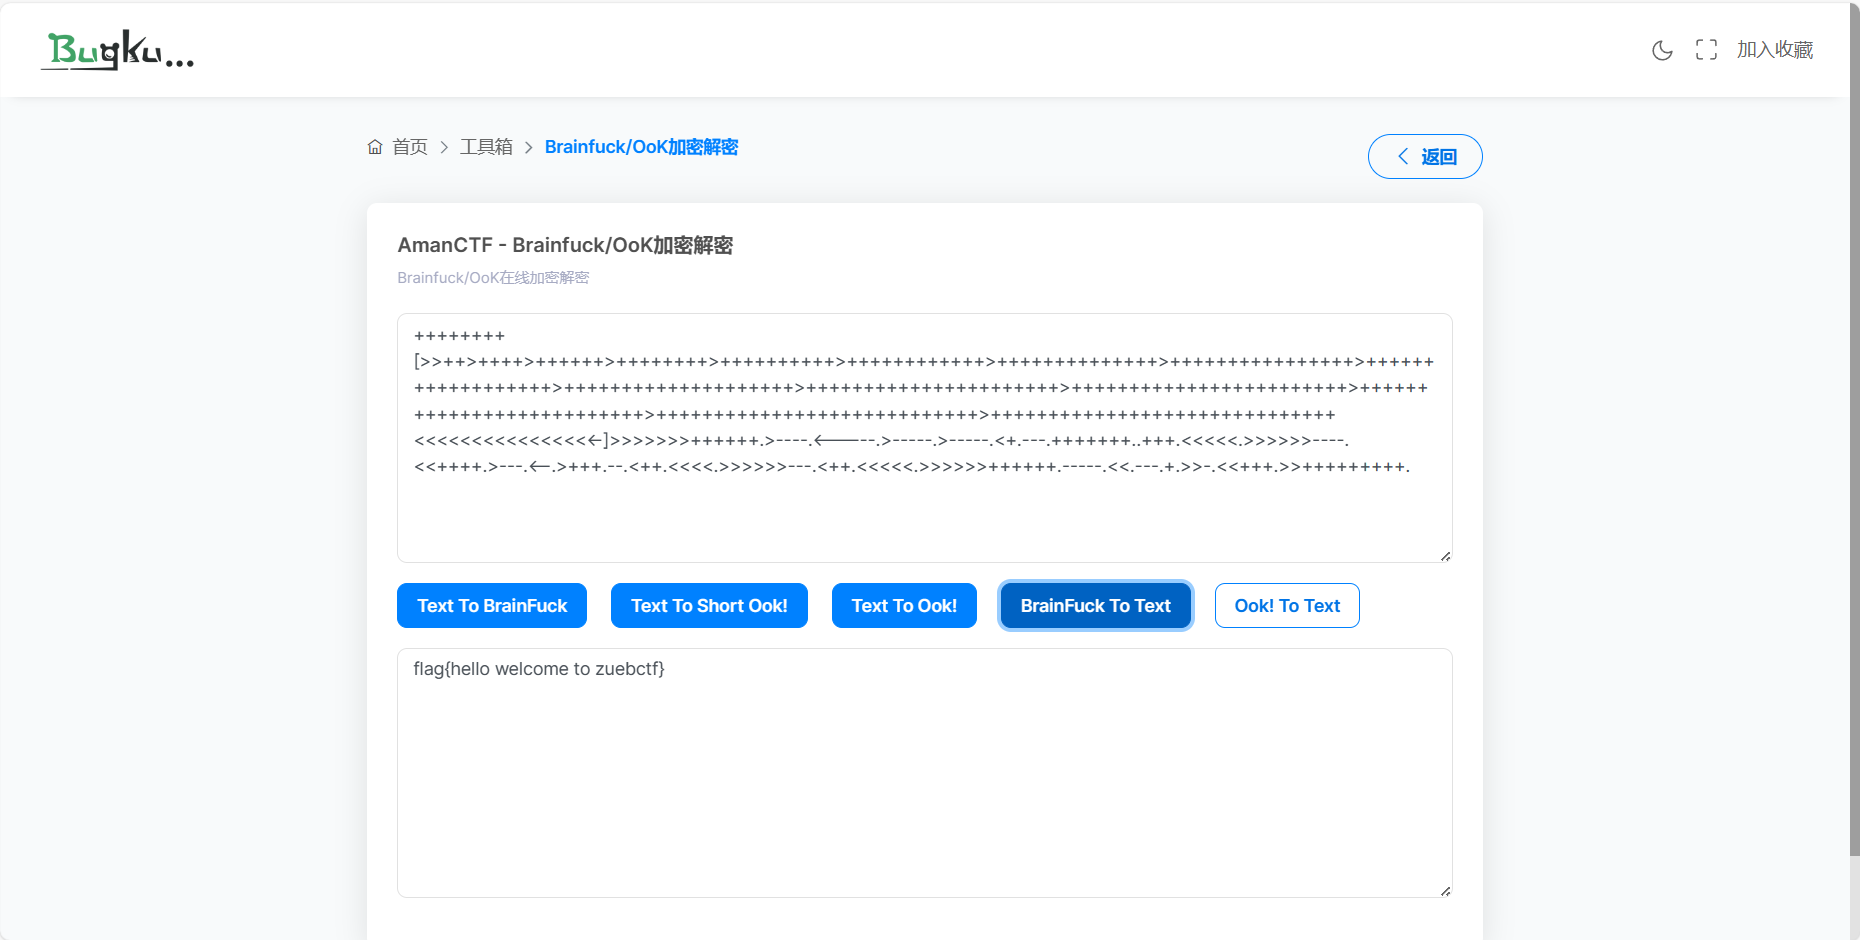 Bugku...
加入收藏
首页 > 工具箱 > Brainfuck/OoK加密解密
返回
AmanCTF - Brainfuck/OoK加密解密
Brainfuck/OoK在线加密解密
++++++++
[>>++>++++>++++++>++++++++>++++++++++>++++++++++++>++++++++++++++>++++++++++++++++>++++++
++++++++++++>++++++++++++++++++++>++++++++++++++++++++++>++++++++++++++++++++++++>++++++
++++++++++++++++++++>++++++++++++++++++++++++++++>++++++++++++++++++++++++++++++
<<<<<<<<<<<<<<<<-]>>>>>>>++++++.>----.<-----.>-----.>-----.<+.---.+++++++..+++.<<<<<.>>>>>>----.
<<++++.>---.<--.>+++.--.<++.<<<<.>>>>>>---.<++.<<<<<.>>>>>>++++++.-----.<<.---.+.>>-.<<+++.>>+++++++++.
Text To BrainFuck
Text To Short Ook!
Text To Ook!
BrainFuck To Text
Ook! To Text
flag{hello welcome to zuebctf}